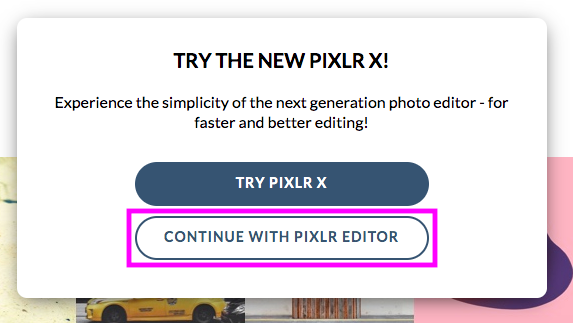 TRY THE NEW PIXLR X!
Experience the simplicity of the next generation photo editor - for
faster and better editing!
TRY PIXLR X
CONTINUE WITH PIXLR EDITOR